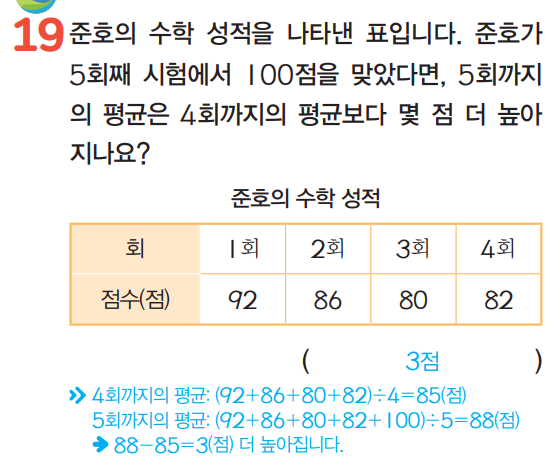 19 준호의 수학 성적을 나타낸 표입니다. 준호가
5회째 시험에서 100점을 맞았다면, 5회까지
의 평균은 4회까지의 평균보다 몇 점 더 높아
지나요?
준호의 수학 성적
회 1회 2회 3회 4회
점수(점) 92 86 80 82
( 3점 )
4회까지의 평균: (92+86+80+82)÷4=85(점)
5회까지의 평균: (92+86+80+82+100)÷5=88(점)
➔ 88-85=3(점) 더 높아집니다.